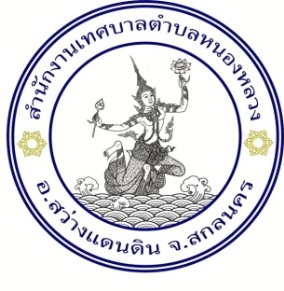 สำนักงานเทศบาลตำบลหนองหลวง
อ.สว่างแดนดิน จ.สกลนคร